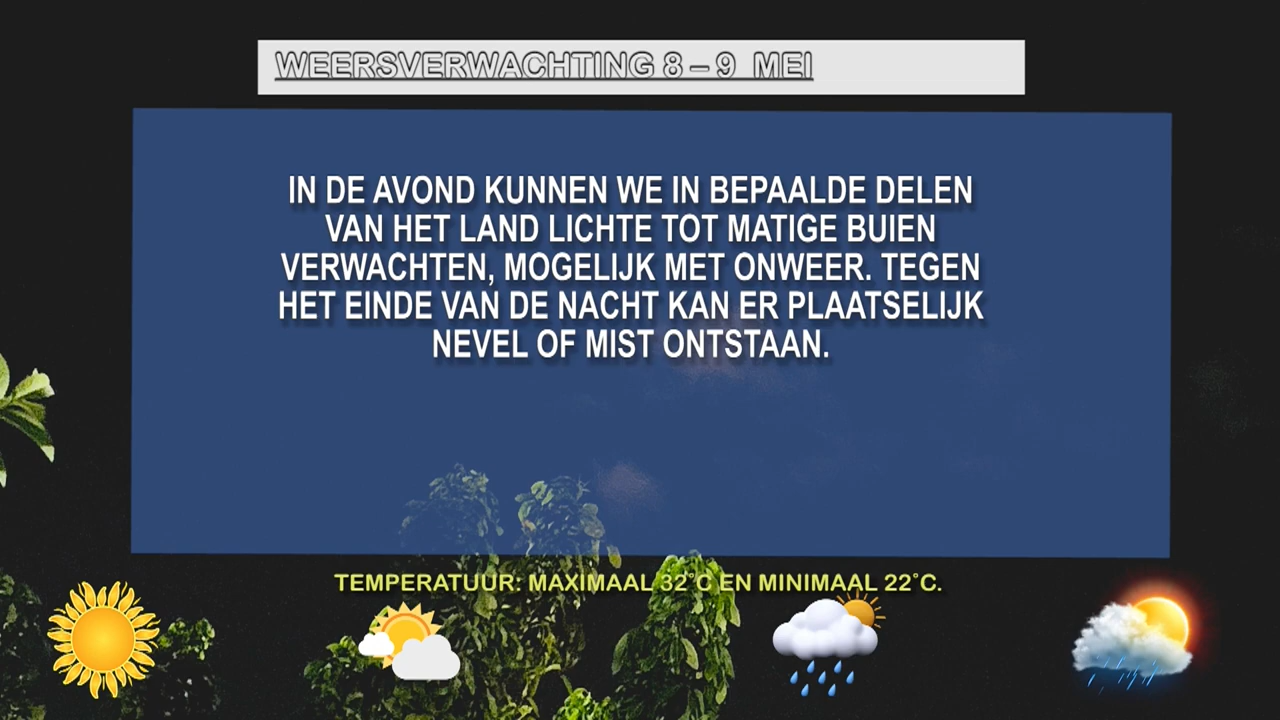 WEERSVERWACHTING 8 – 9 MEI
IN DE AVOND KUNNEN WE IN BEPAALDE DELEN
VAN HET LAND LICHTE TOT MATIGE BUIEN
VERWACHTEN, MOGELIJK MET ONWEER. TEGEN
HET EINDE VAN DE NACHT KAN ER PLAATSELIJK
NEVEL OF MIST ONTSTAAN.
TEMPERATUUR: MAXIMAAL 32°C EN MINIMAAL 22°C.